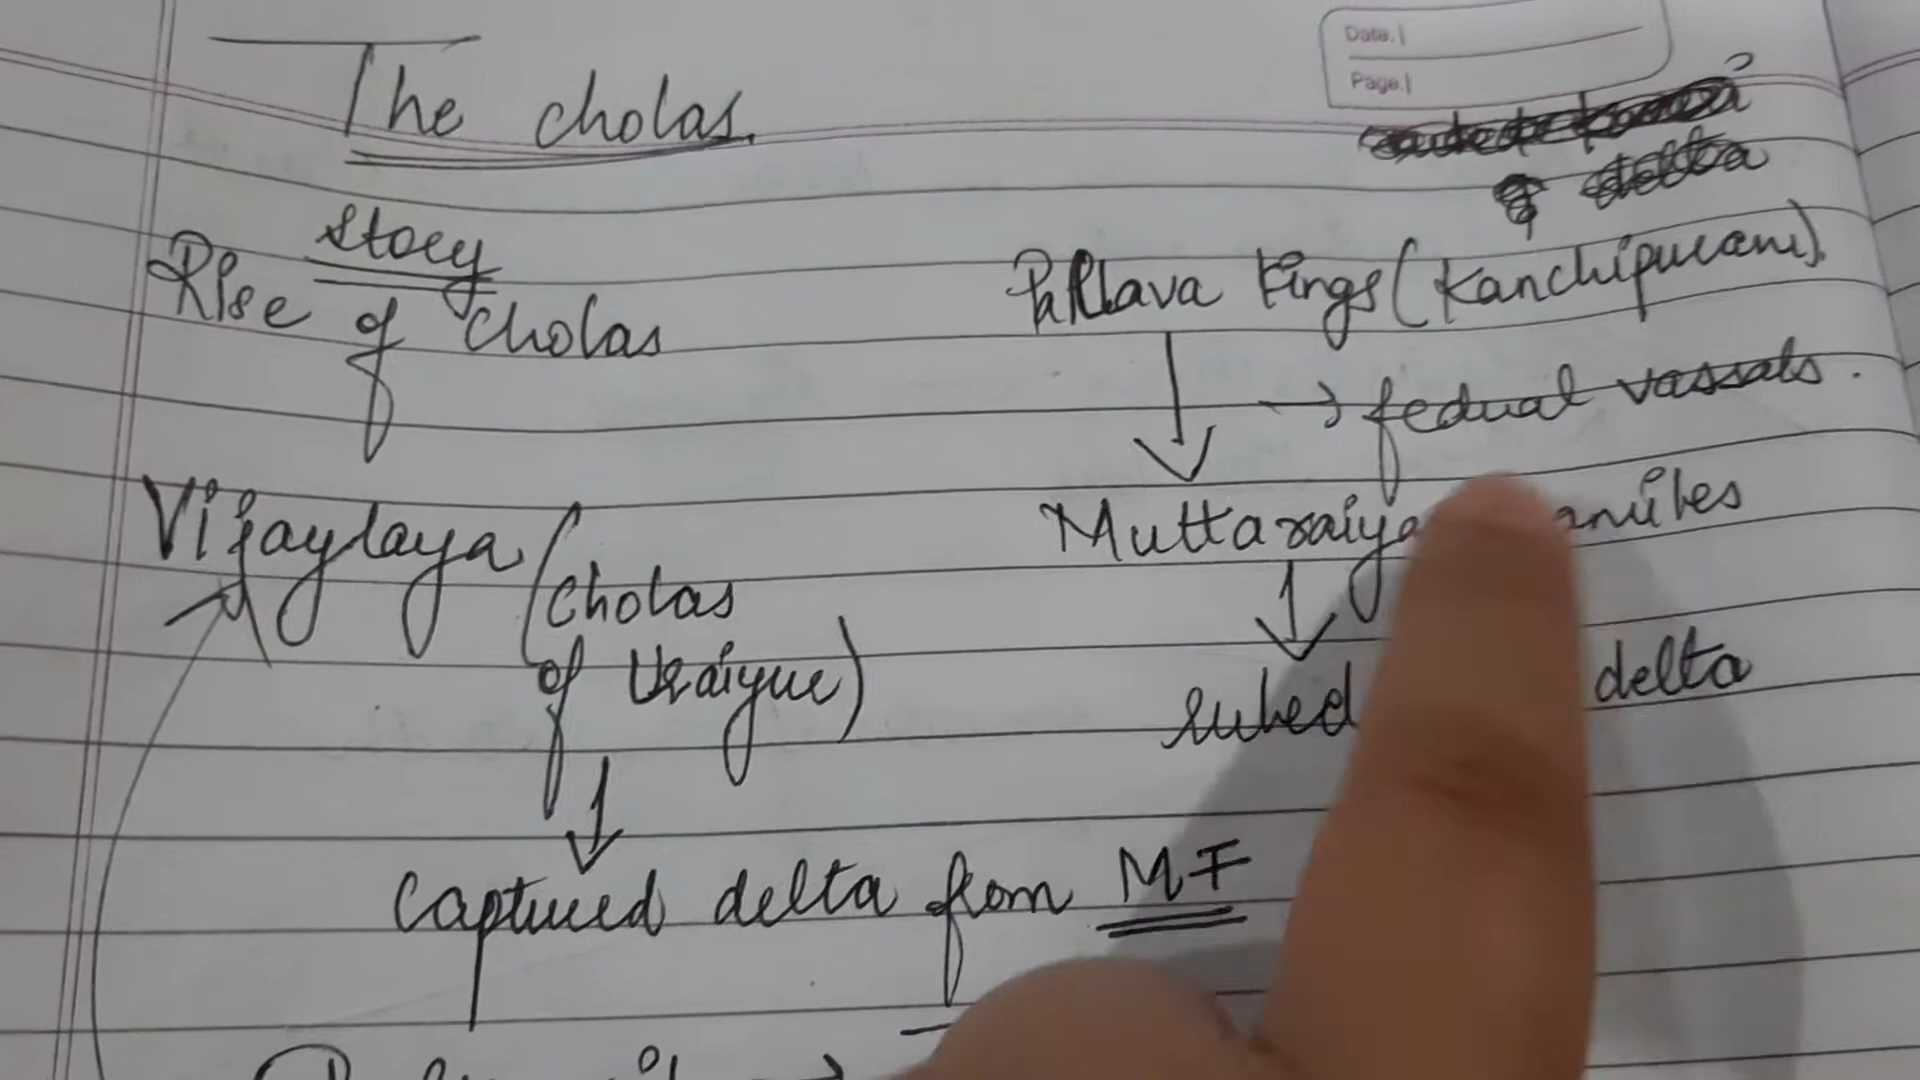 The cholas.
Date.
Page.
story
Rise of Cholas
Pallava kings (Kanchipuram).
→ fedual vassals.
Vijaylaya (Cholas
of Uraiyur)
Muttaraiya
ruled delta
Captured delta from MF